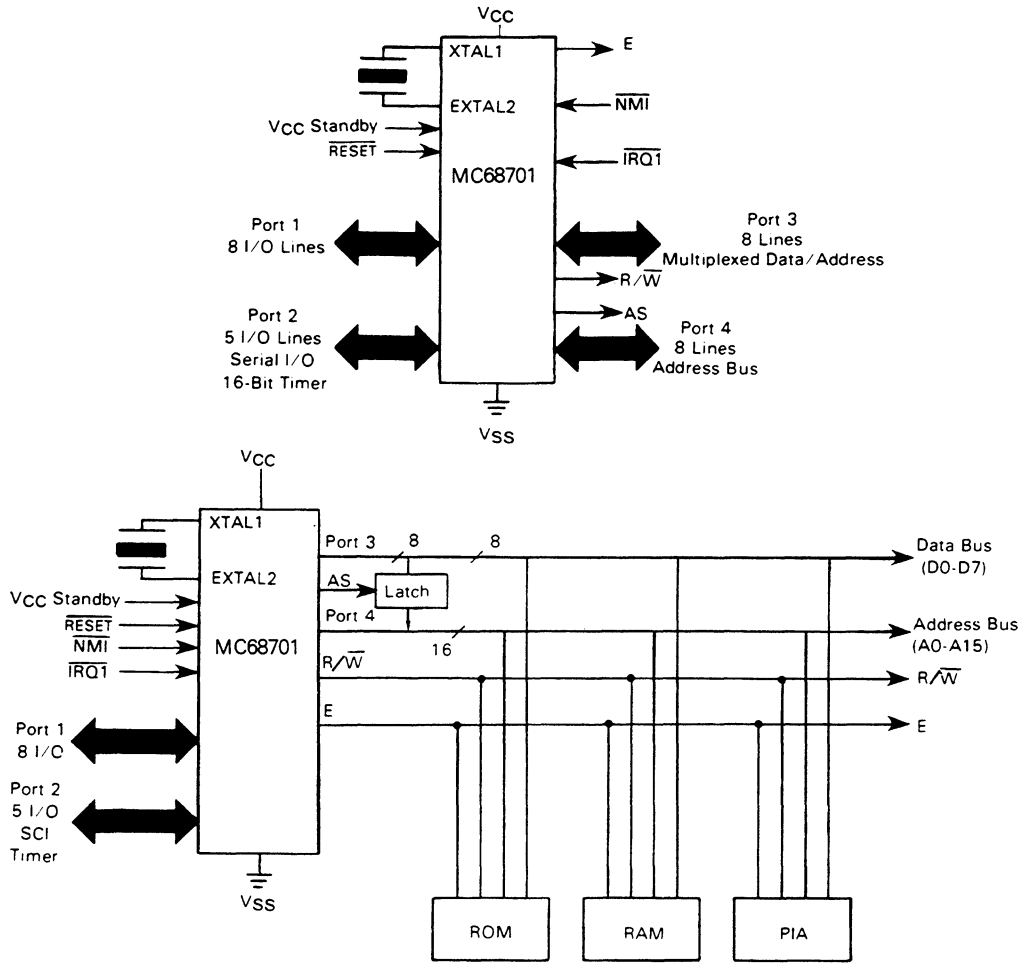 VCC
XTAL1
E
EXTAL2
NMI
VCC Standby
RESET
IRQ1
MC68701
Port 1
8 I/O Lines
Port 3
8 Lines
Multiplexed Data/Address
R/W
AS
Port 2
5 I/O Lines
Serial I/O
16-Bit Timer
Port 4
8 Lines
Address Bus
VSS
VCC
XTAL1
EXTAL2
Port 3
8
8
Data Bus
(D0-D7)
AS
Latch
VCC Standby
RESET
NMI
IRQ1
MC68701
Port 4
16
Address Bus
(A0-A15)
R/W
R/W
E
E
Port 1
8 I/O
Port 2
5 I/O
SCI
Timer
VSS
ROM
RAM
PIA